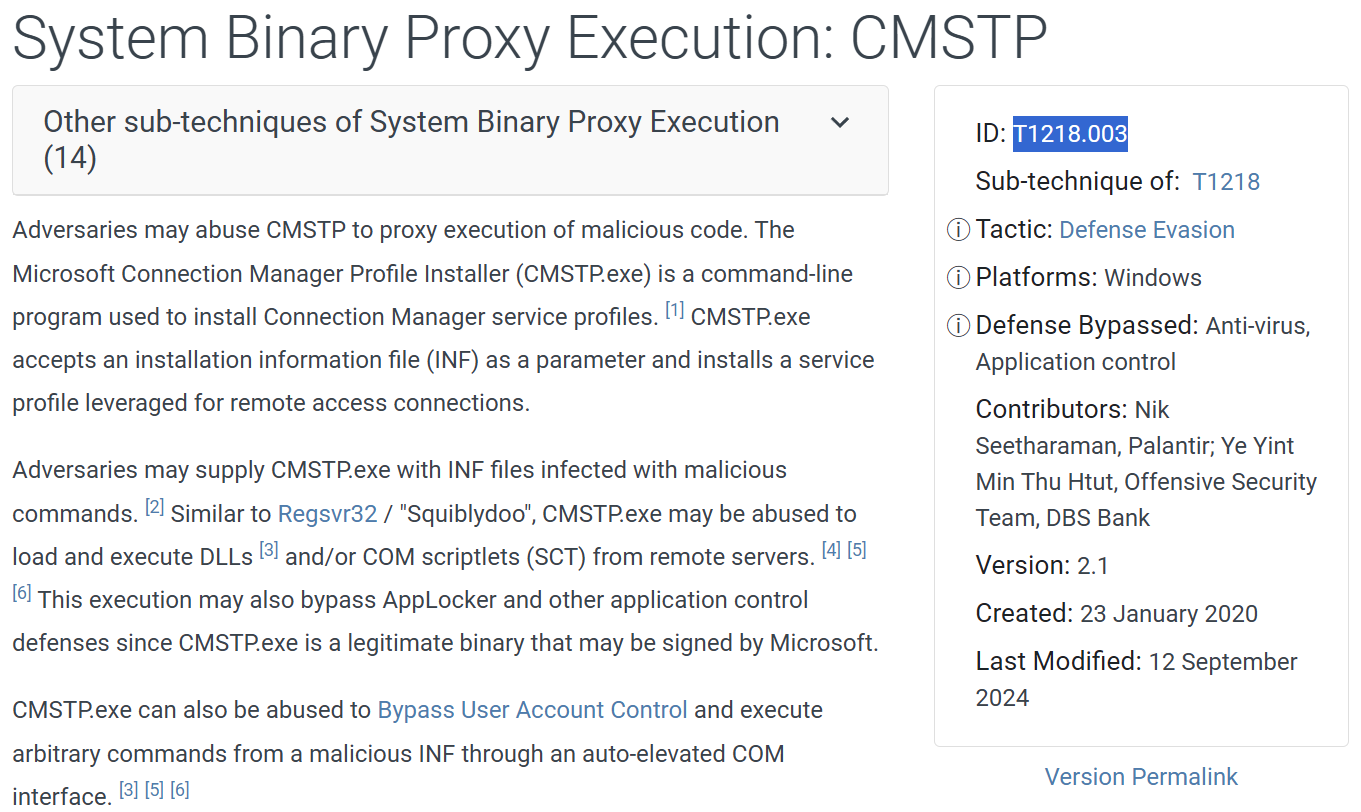 System Binary Proxy Execution: CMSTP
Other sub-techniques of System Binary Proxy Execution
(14)
Adversaries may abuse CMSTP to proxy execution of malicious code. The
Microsoft Connection Manager Profile Installer (CMSTP.exe) is a command-line
program used to install Connection Manager service profiles. [1] CMSTP.exe
accepts an installation information file (INF) as a parameter and installs a service
profile leveraged for remote access connections.
Adversaries may supply CMSTP.exe with INF files infected with malicious
commands. [2] Similar to Regsvr32 / "Squiblydoo", CMSTP.exe may be abused to
load and execute DLLs [3] and/or COM scriptlets (SCT) from remote servers. [4] [5]
[6] This execution may also bypass AppLocker and other application control
defenses since CMSTP.exe is a legitimate binary that may be signed by Microsoft.
CMSTP.exe can also be abused to Bypass User Account Control and execute
arbitrary commands from a malicious INF through an auto-elevated COM
interface. [3] [5] [6]
ID: T1218.003
Sub-technique of: T1218
Tactic: Defense Evasion
Platforms: Windows
Defense Bypassed: Anti-virus,
Application control
Contributors: Nik
Seetharaman, Palantir; Ye Yint
Min Thu Htut, Offensive Security
Team, DBS Bank
Version: 2.1
Created: 23 January 2020
Last Modified: 12 September
2024
Version Permalink